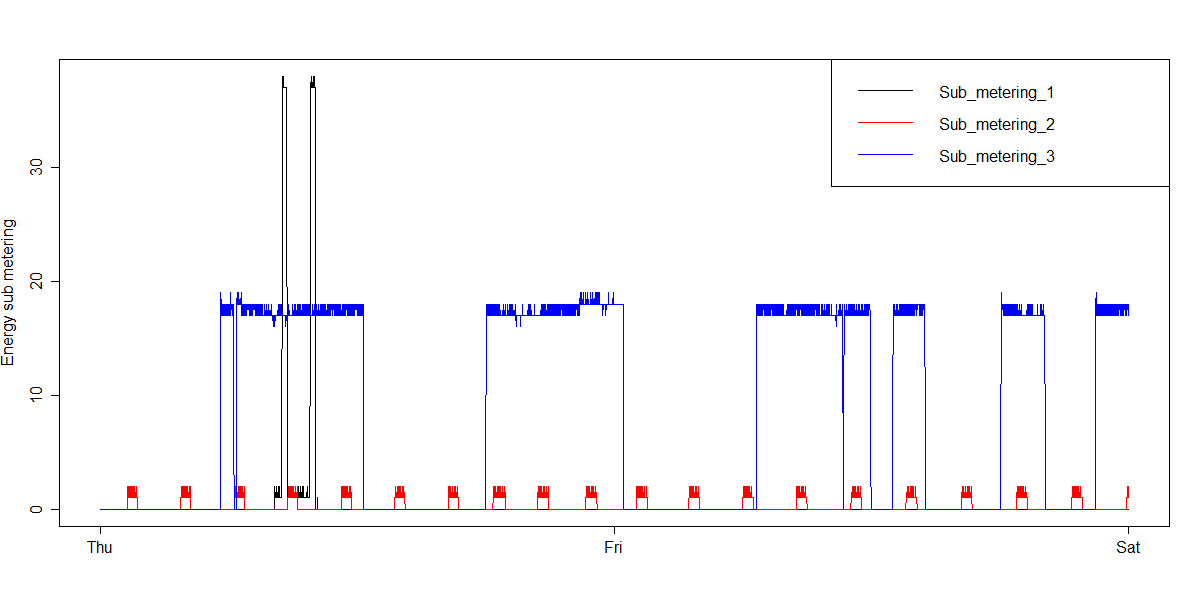 Sub_metering_1
Sub_metering_2
Sub_metering_3
Energy sub metering
30
20
10
0
Thu Fri Sat